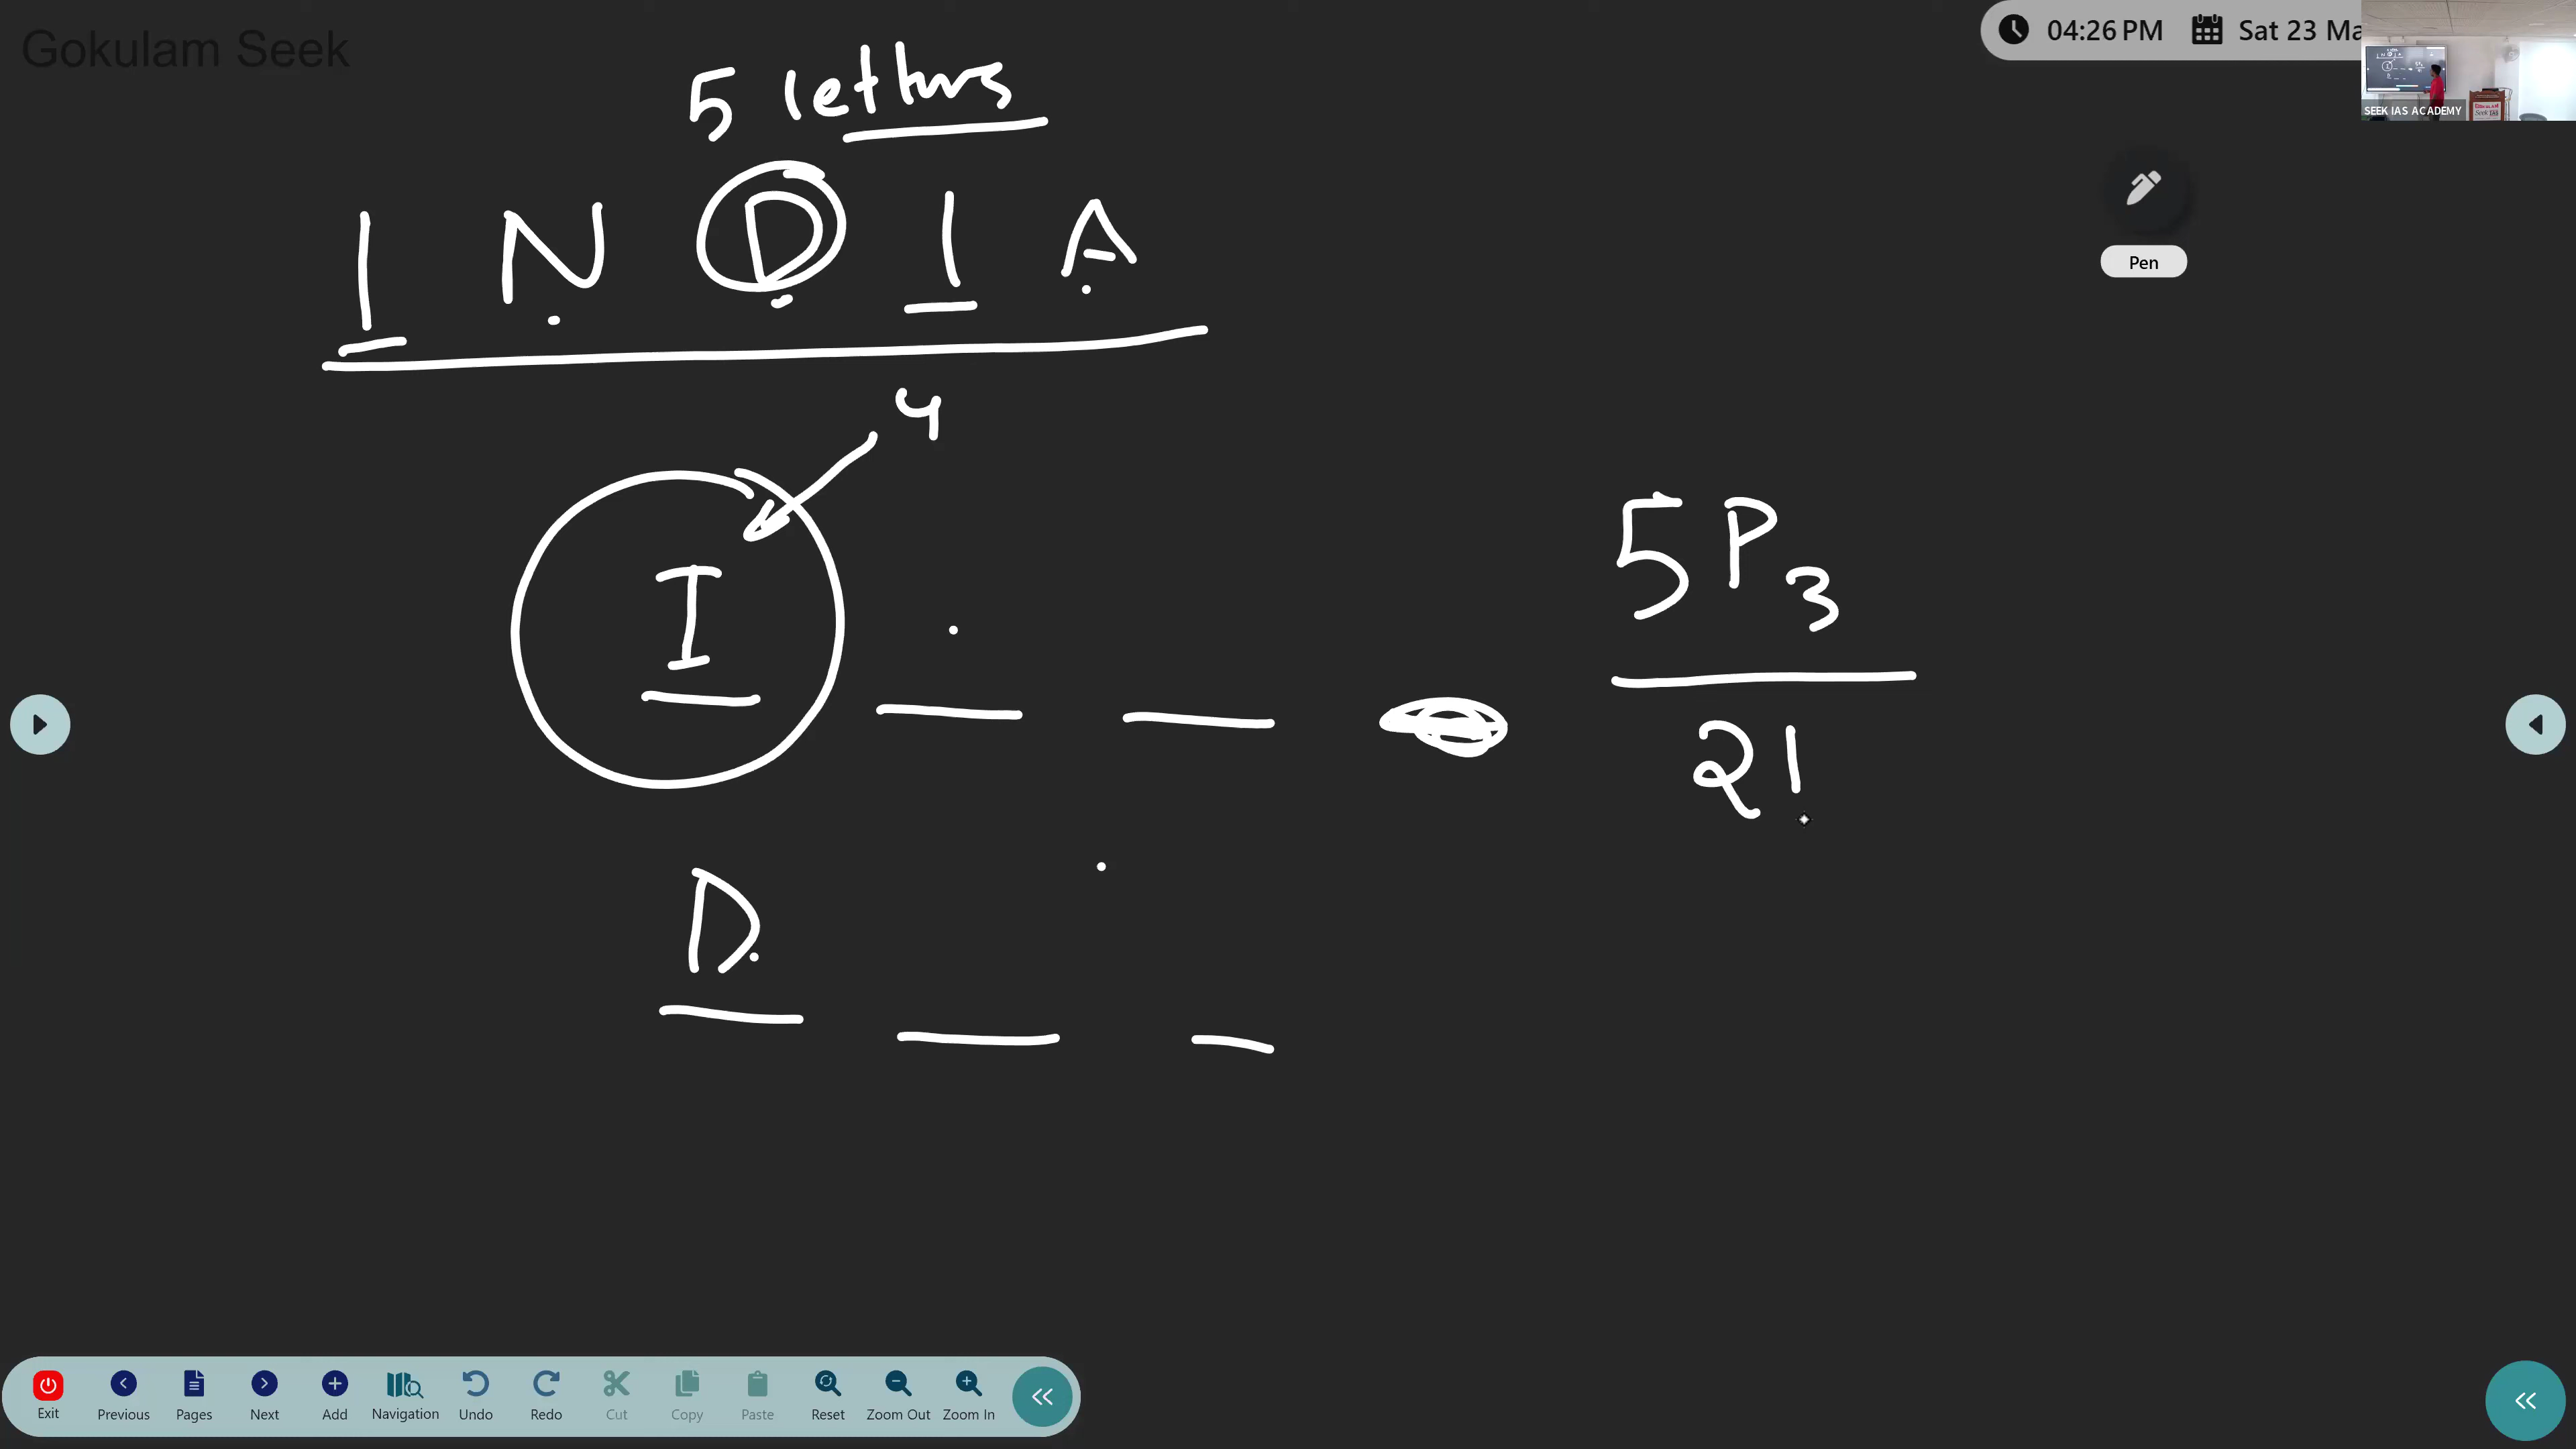 Gokulam Seek
04:26 PM Sat 23 Ma
SEEK IAS ACADEMY
Pen
5 letters
I N D I A
4
I
5P3
2!
D
Exit Previous Pages Next Add Navigation Undo Redo Cut Copy Paste Reset Zoom Out Zoom In